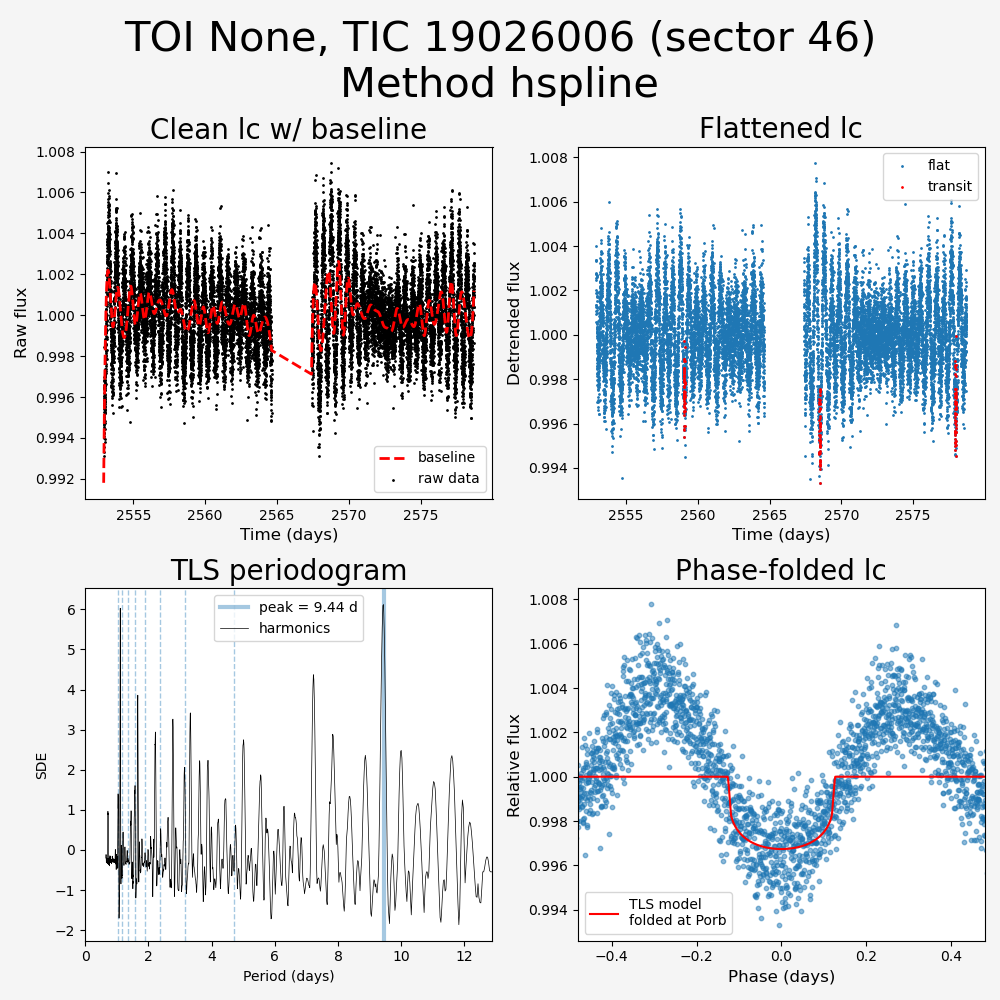 TOI None, TIC 19026006 (sector 46)
Method hspline
Clean lc w/ baseline
1.008
1.006
1.004
1.002
1.000
0.998
0.996
0.994
0.992
Raw flux
baseline
raw data
2555 2560 2565 2570 2575
Time (days)
Flattened lc
1.008
1.006
1.004
1.002
1.000
0.998
0.996
0.994
Detrended flux
flat
transit
2555 2560 2565 2570 2575
Time (days)
TLS periodogram
6
5
4
3
2
1
0
−1
−2
SDE
peak = 9.44 d
harmonics
0 2 4 6 8 10 12
Period (days)
Phase-folded lc
1.008
1.006
1.004
1.002
1.000
0.998
0.996
0.994
Relative flux
TLS model
folded at Porb
−0.4 −0.2 0.0 0.2 0.4
Phase (days)